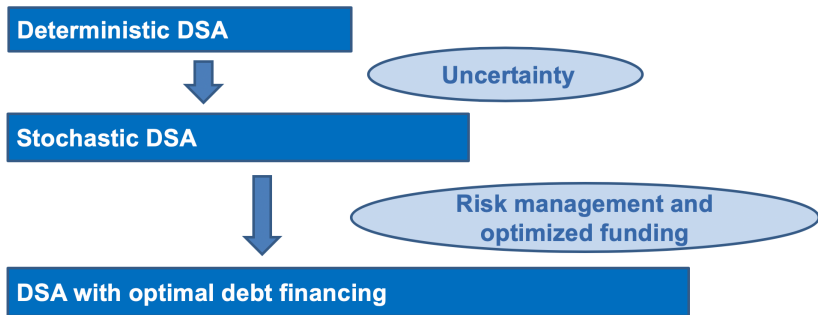 Deterministic DSA
Uncertainty
Stochastic DSA
Risk management and
optimized funding
DSA with optimal debt financing